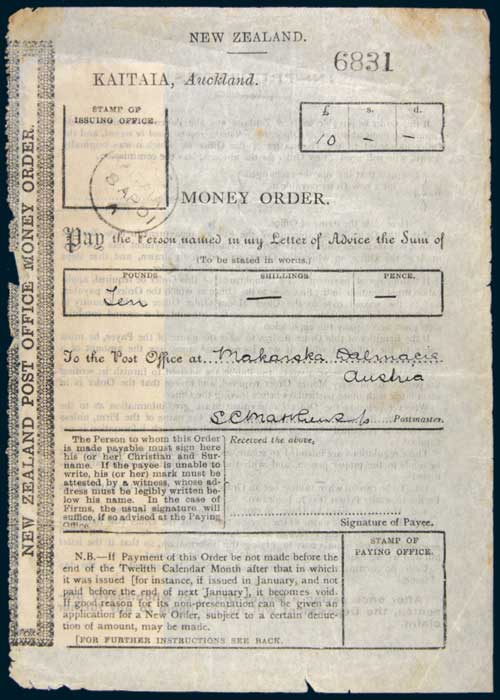 NEW ZEALAND.
6831
KAITAIA, Auckland.
STAMP OF
ISSUING OFFICE.
£ s. d.
10 – –
8 AP 01
A
MONEY ORDER.
Pay the Person named in my Letter of Advice the Sum of
(To be stated in words.)
POUNDS SHILLINGS PENCE.
Ten — —
To the Post Office at Makarska Dalmacie
Austria
Postmaster.
The Person to whom this Order
is made payable must sign here
his (or her) Christian and Sur-
name. If the payee is unable to
write, his (or her) mark must be
attested by a witness, whose ad-
dress must be legibly written be-
low his name. In the case of
Firms, the usual signature will
suffice, if so advised at the Paying
Office.
Received the above,
Signature of Payee.
N.B.—If Payment of this Order be not made before the
end of the Twelfth Calendar Month after that in which
it was issued [for instance, if issued in January, and not
paid before the end of next January], it becomes void.
If good reason for its non-presentation can be given an
application for a New Order, subject to a certain deduc-
tion of amount, may be made.
[FOR FURTHER INSTRUCTIONS SEE BACK.
STAMP OF
PAYING OFFICE.
NEW ZEALAND POST OFFICE MONEY ORDER.